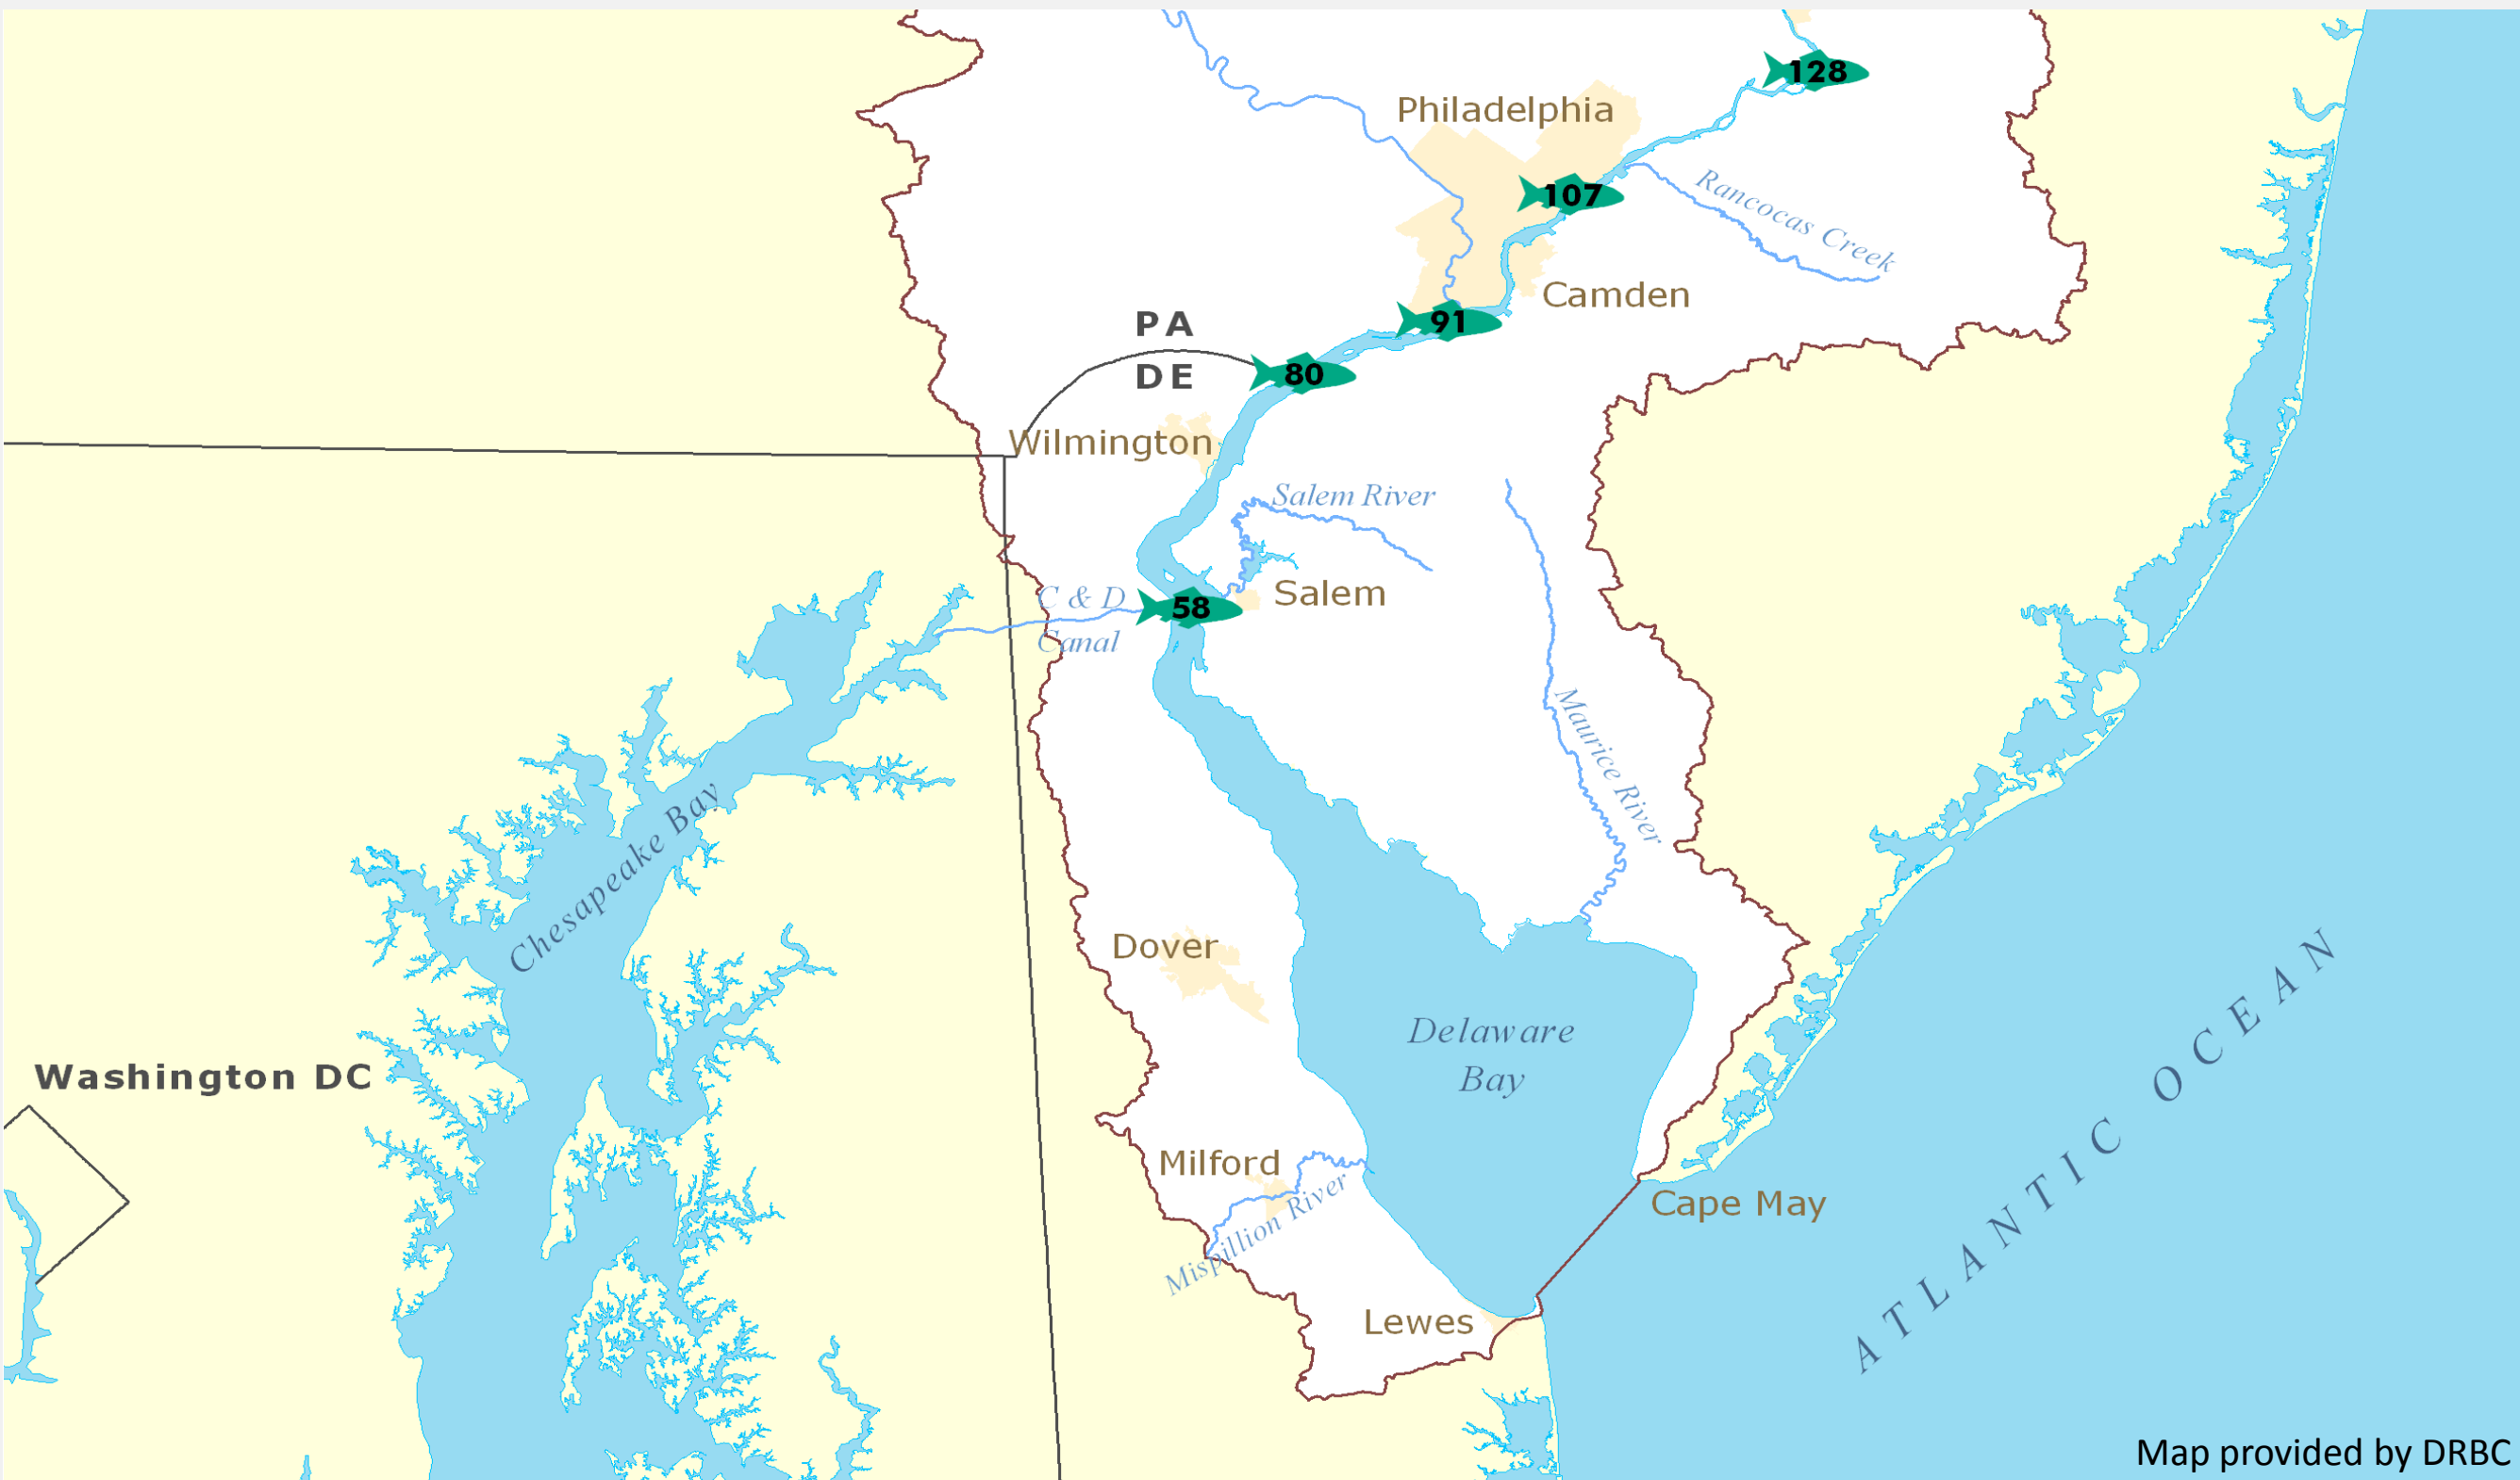 128
Philadelphia
107
Rancocas Creek
Camden
91
PA
DE
80
Wilmington
Salem River
C & D
Canal
58
Salem
Maurice River
Chesapeake Bay
Dover
Delaware
Bay
Washington DC
Milford
Mispillion River
Cape May
Lewes
ATLANTIC OCEAN
Map provided by DRBC